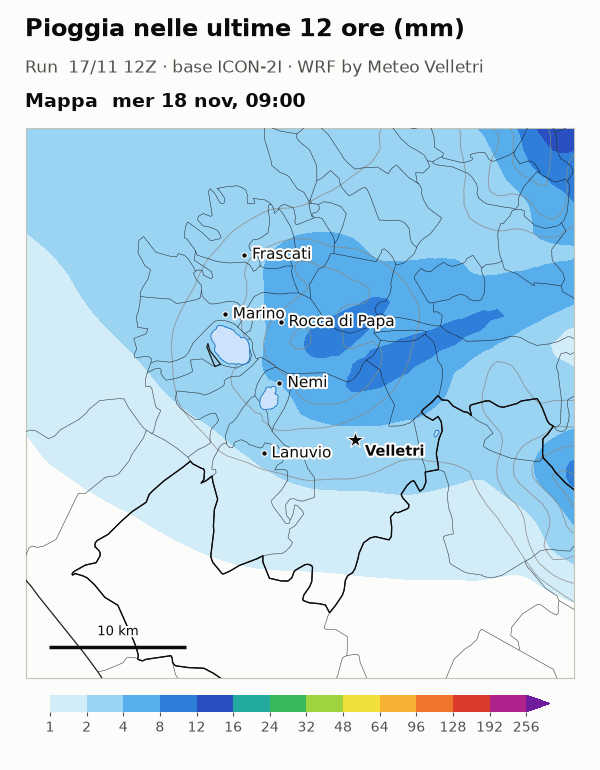 Pioggia nelle ultime 12 ore (mm)
Run  17/11 12Z · base ICON-2I · WRF by Meteo Velletri
Mappa  mer 18 nov, 09:00
Frascati
Marino
Rocca di Papa
Nemi
Velletri
Lanuvio
10 km
1 2 4 8 12 16 24 32 48 64 96 128 192 256